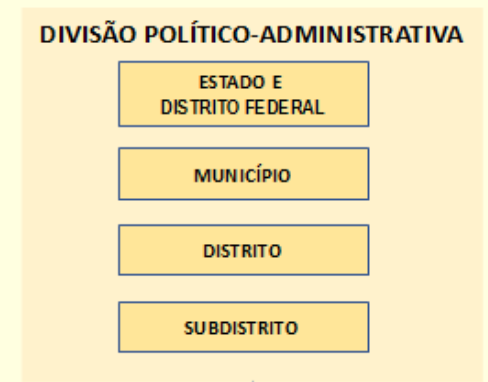 DIVISÃO POLÍTICO-ADMINISTRATIVA
ESTADO E
DISTRITO FEDERAL
MUNICÍPIO
DISTRITO
SUBDISTRITO